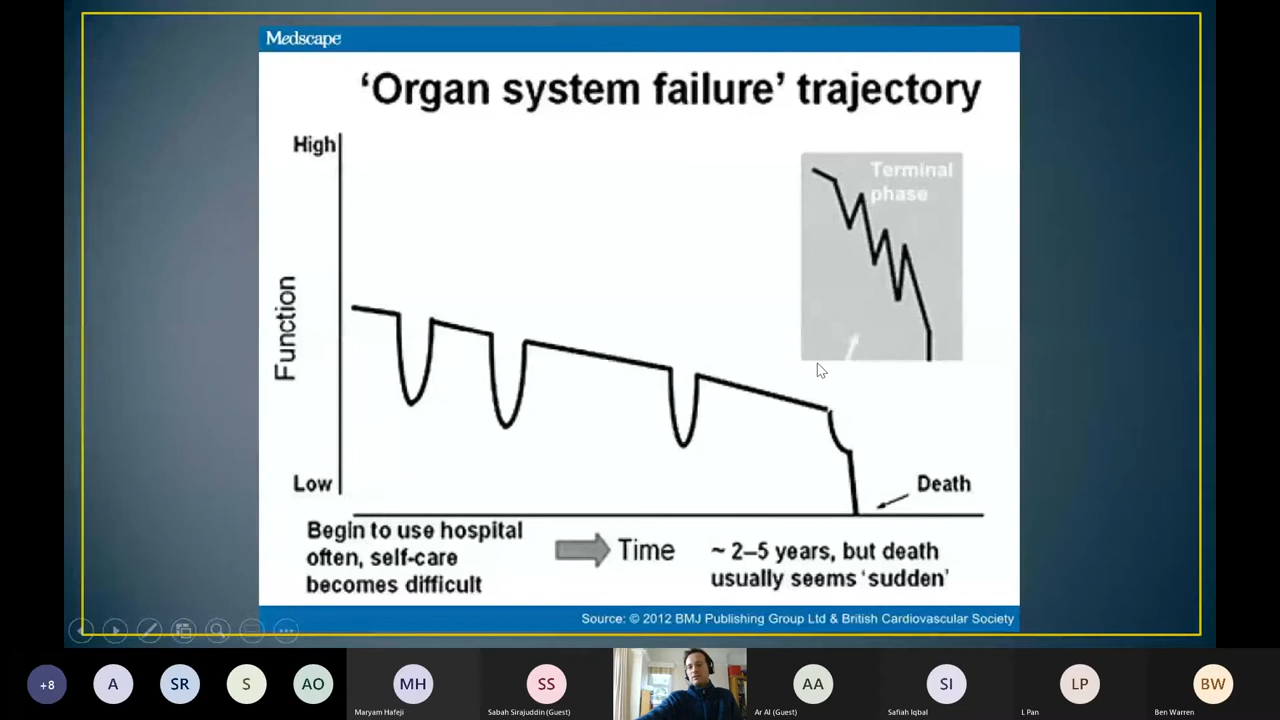 Medscape
'Organ system failure' trajectory
High
Terminal
phase
Function
Low
Death
Begin to use hospital
often, self-care
becomes difficult
Time
~ 2–5 years, but death
usually seems 'sudden'
Source: © 2012 BMJ Publishing Group Ltd & British Cardiovascular Society
+8
A
SR
S
AO
MH
SS
AA
SI
LP
BW
Maryam Hafeji
Sabah Sirajuddin (Guest)
Ar Al (Guest)
Safiah Iqbal
L Pan
Ben Warren